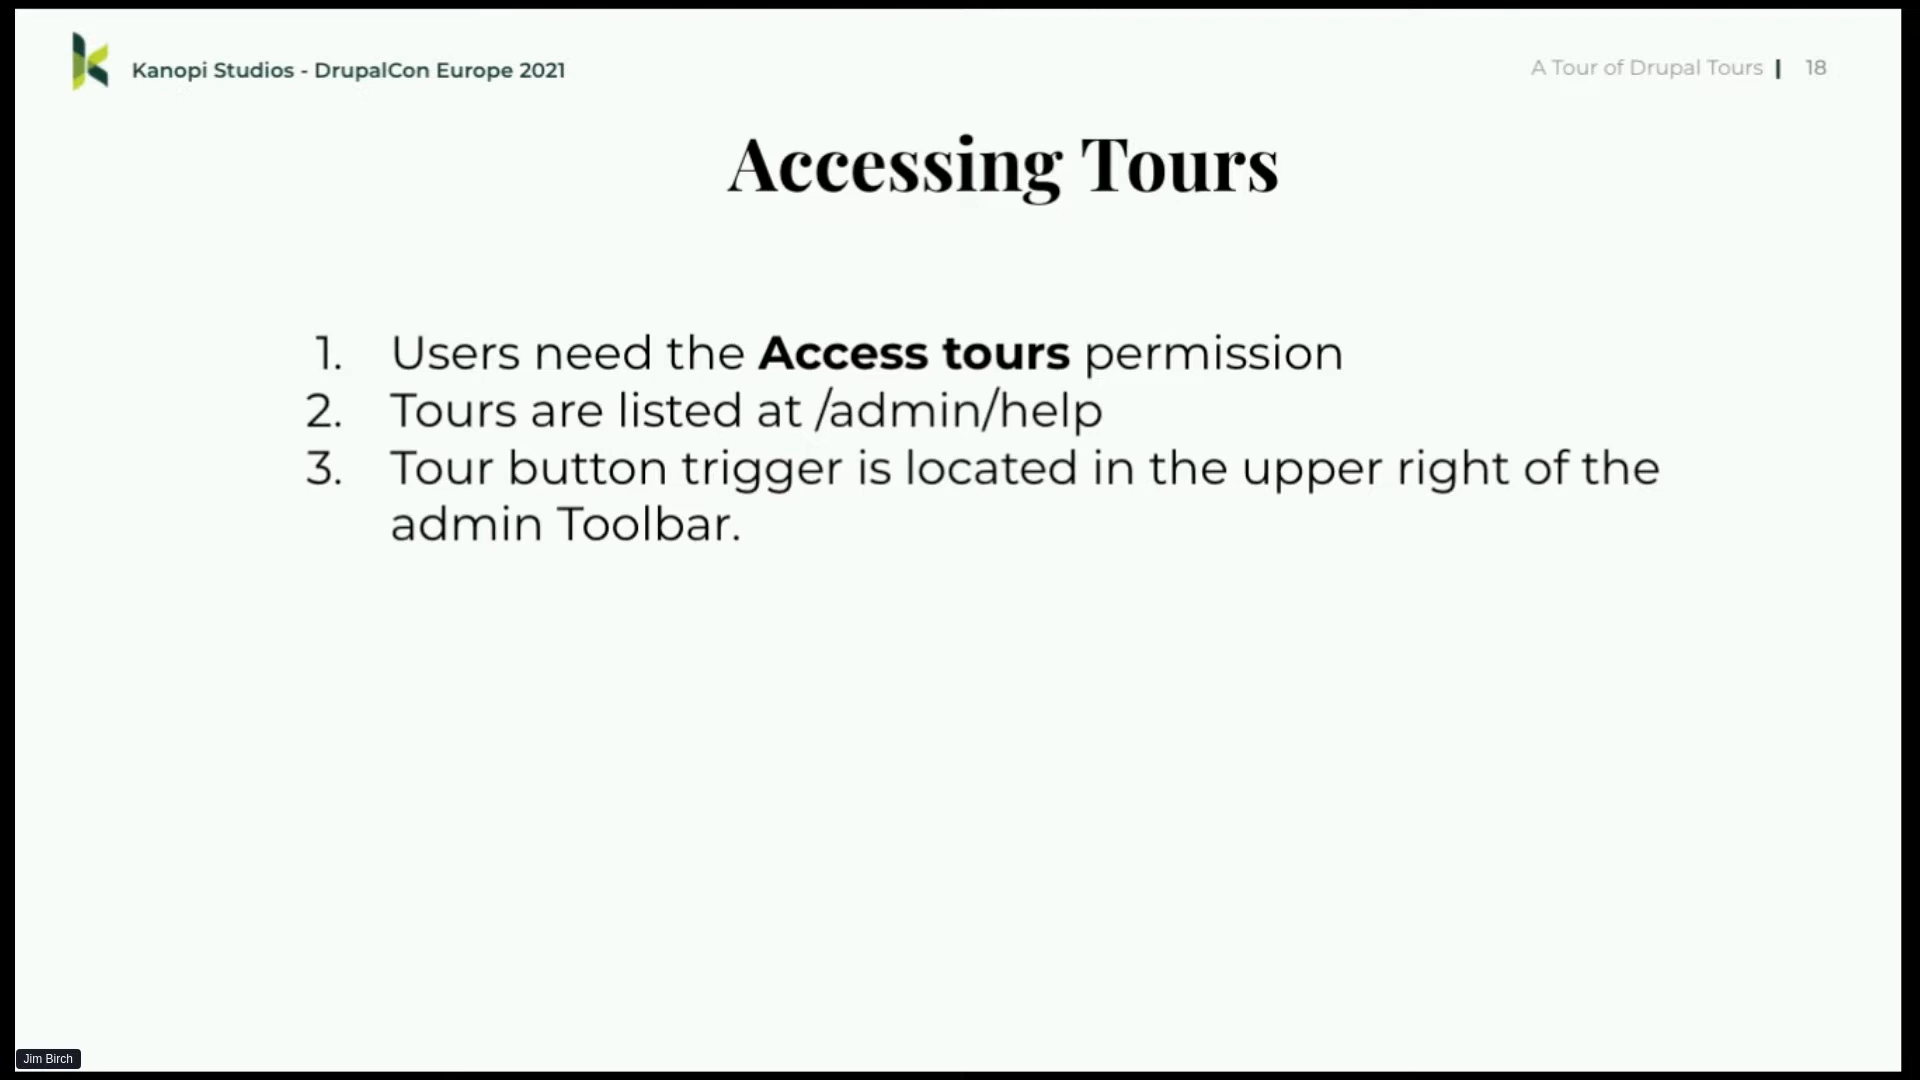 Kanopi Studios - DrupalCon Europe 2021
A Tour of Drupal Tours | 18
Accessing Tours
1. Users need the Access tours permission
2. Tours are listed at /admin/help
3. Tour button trigger is located in the upper right of the
admin Toolbar.
Jim Birch